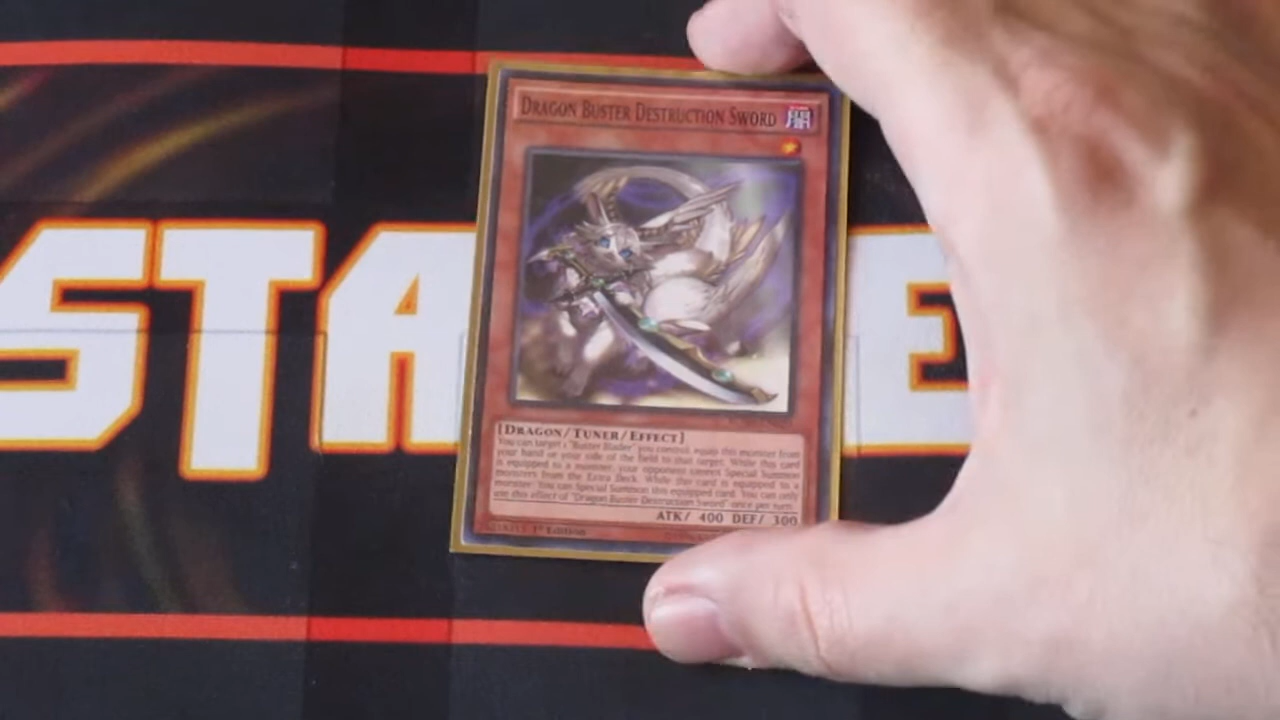 DRAGON BUSTER DESTRUCTION SWORD
STA E
[DRAGON/TUNER/EFFECT]
You can target 1 "Buster Blader" you control; equip this monster from
your hand or your side of the field to that target. While this card
is equipped to a monster, your opponent cannot Special Summon
monsters from the Extra Deck. While this card is equipped to a
monster: You can Special Summon this equipped card. You can only
use this effect of "Dragon Buster Destruction Sword" once per turn.
ATK/ 400 DEF/ 300
1st Edition